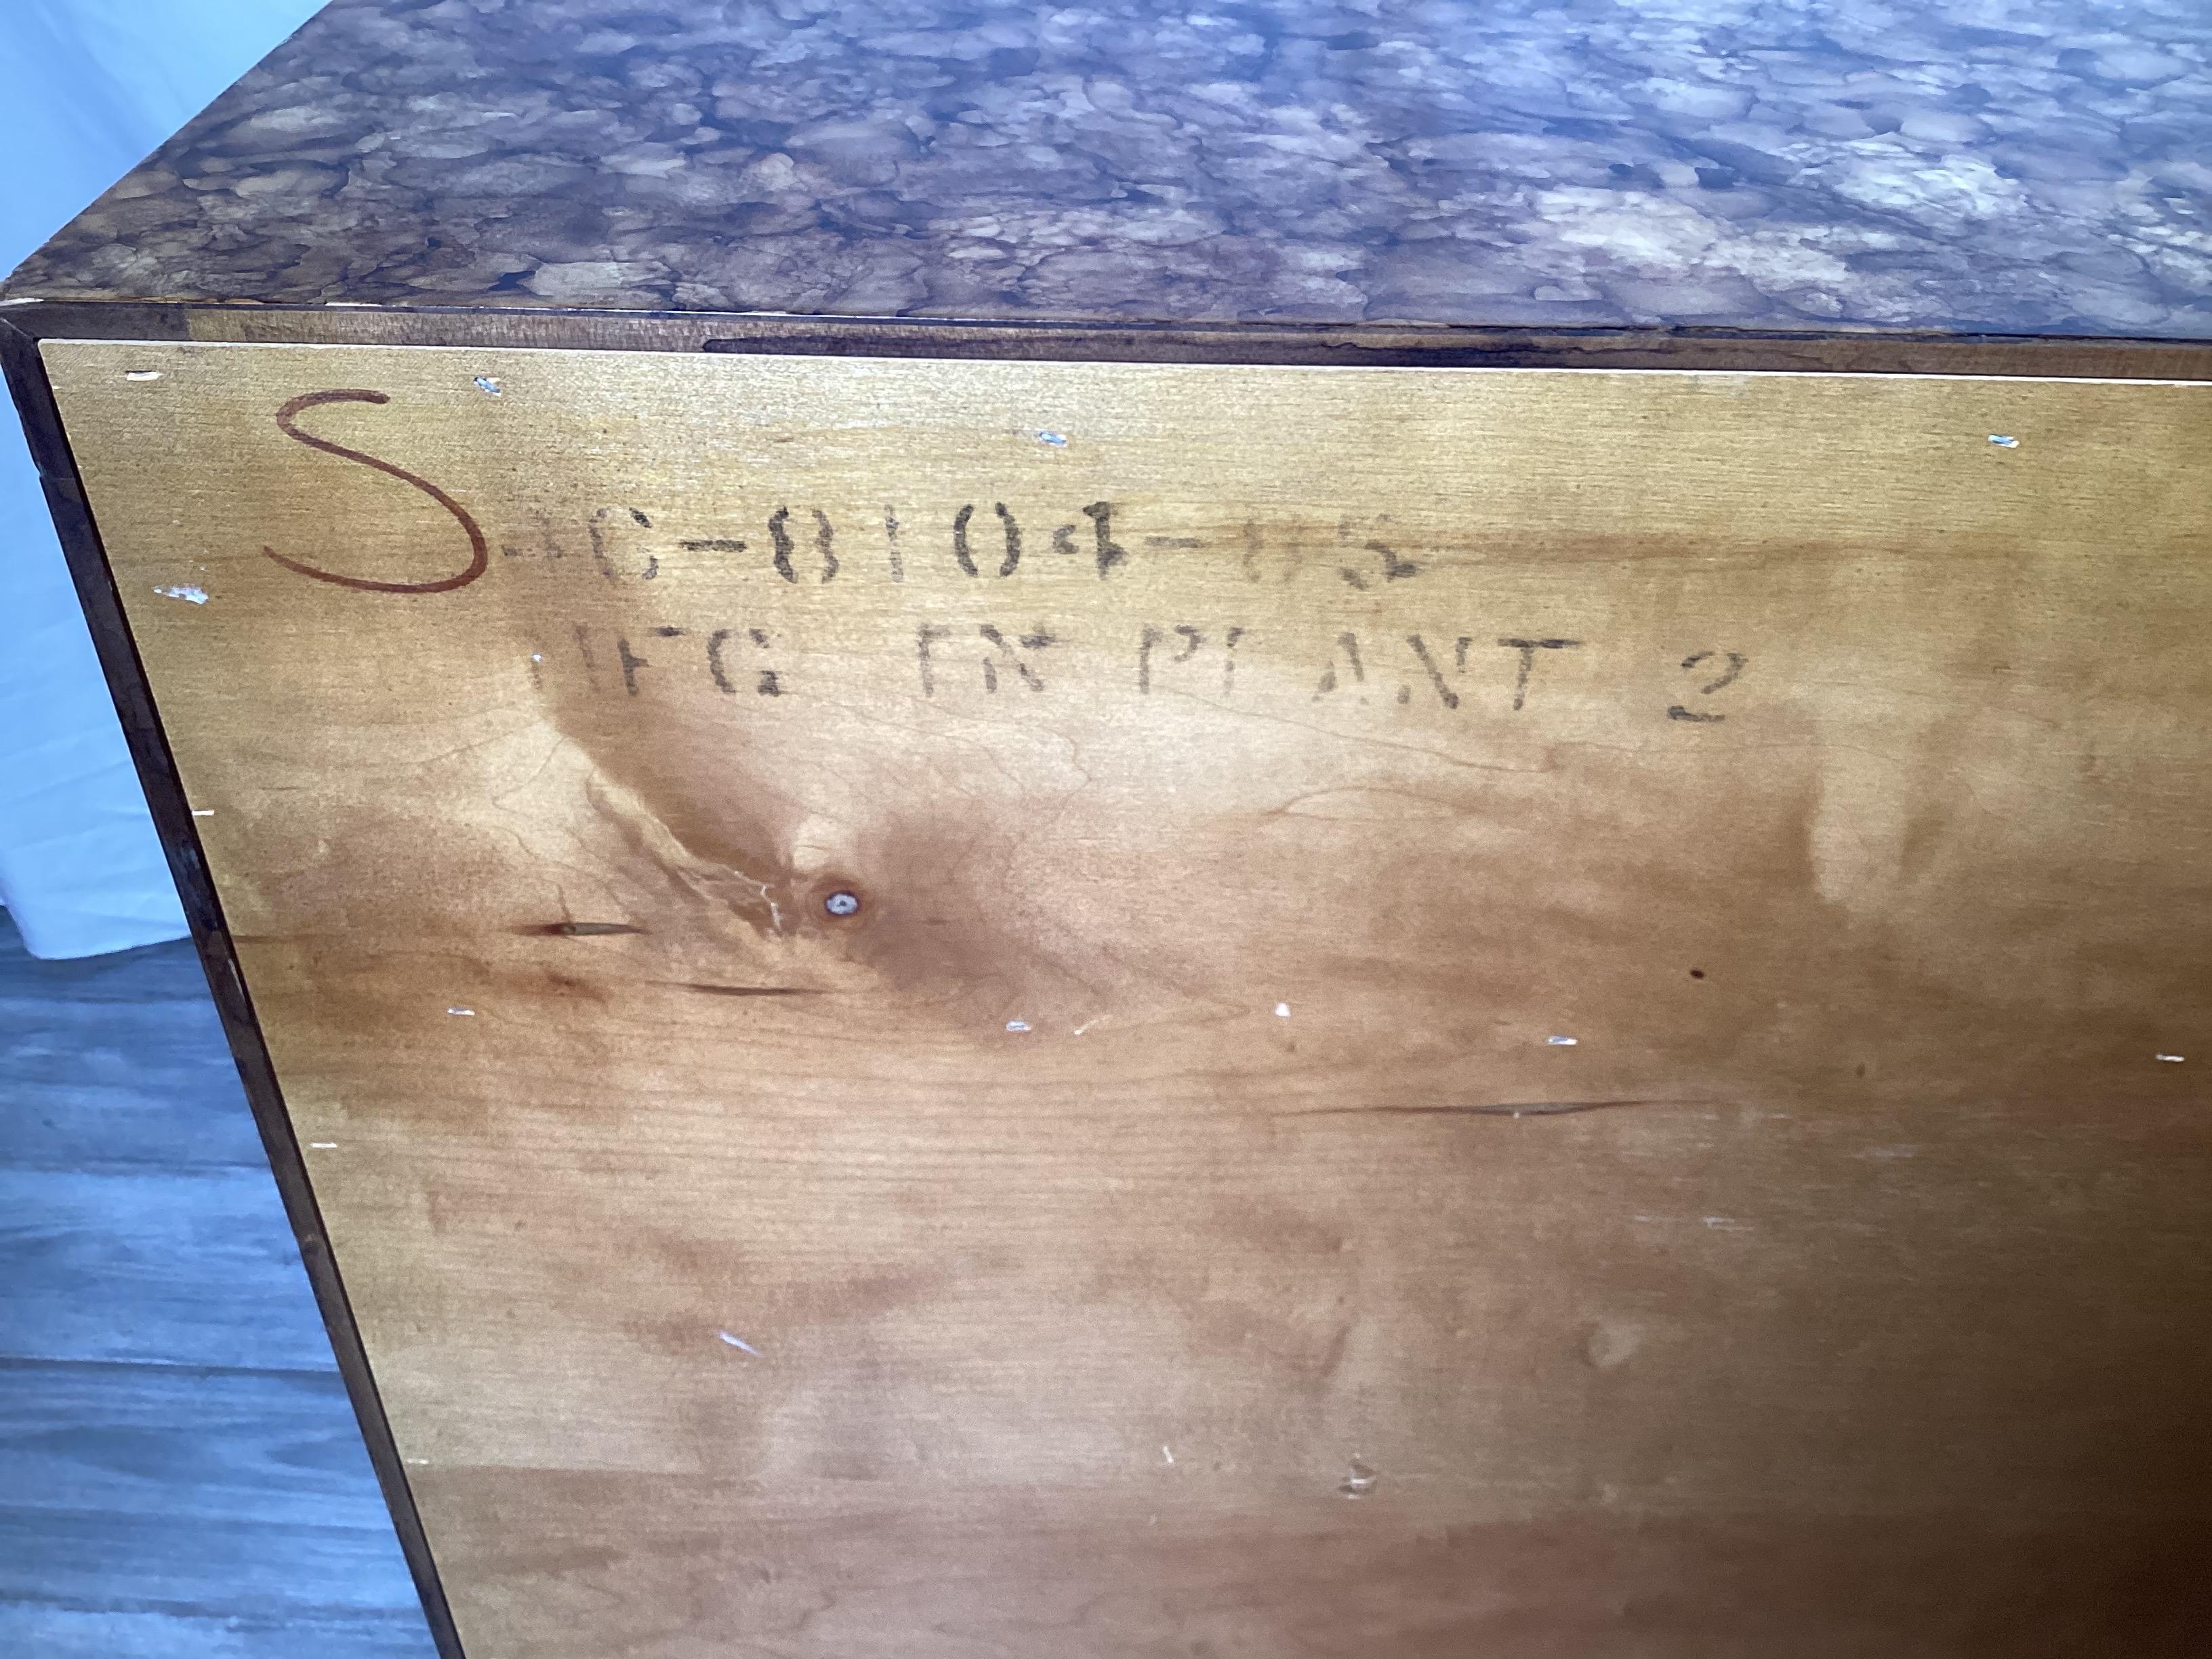 S
-8104-
MFG IN PLANT 2